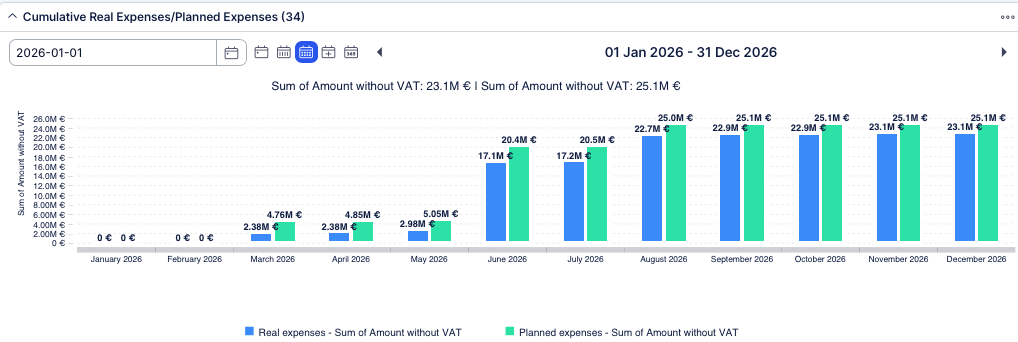 Cumulative Real Expenses/Planned Expenses (34)
2026-01-01
365
01 Jan 2026 - 31 Dec 2026
Sum of Amount without VAT: 23.1M € | Sum of Amount without VAT: 25.1M €
Sum of Amount without VAT
26.0M €
24.0M €
20.0M €
18.0M €
16.0M €
14.0M €
12.0M €
10.0M €
8.00M €
6.00M €
4.00M €
2.00M €
0 €
0 € 0 €
0 € 0 €
2.38M € 4.76M €
2.38M € 4.85M €
2.98M € 5.05M €
17.1M € 20.4M €
17.2M € 20.5M €
22.7M € 25.0M €
22.9M € 25.1M €
22.9M € 25.1M €
23.1M € 25.1M €
23.1M € 25.1M €
January 2026 February 2026 March 2026 April 2026 May 2026 June 2026 July 2026 August 2026 September 2026 October 2026 November 2026 December 2026
Real expenses - Sum of Amount without VAT Planned expenses - Sum of Amount without VAT